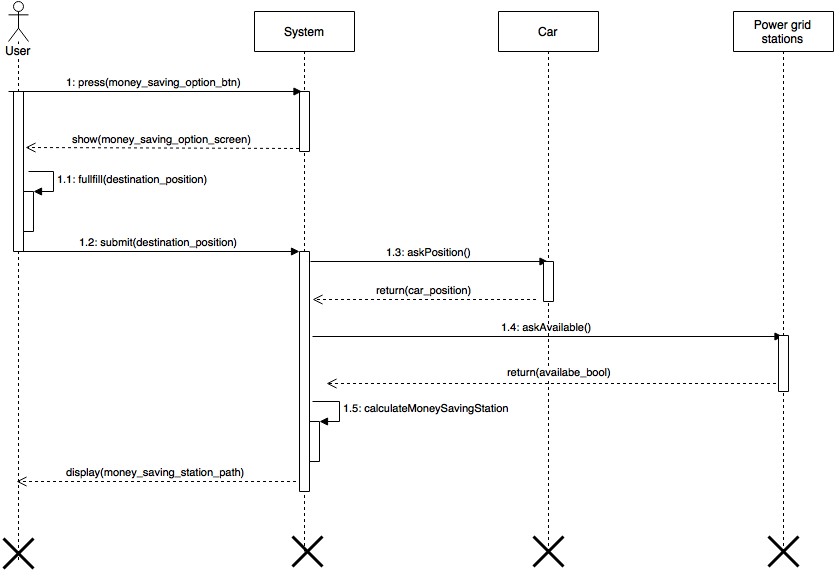 User
System
Car
Power grid
stations
1: press(money_saving_option_btn)
show(money_saving_option_screen)
1.1: fullfill(destination_position)
1.2: submit(destination_position)
1.3: askPosition()
return(car_position)
1.4: askAvailable()
return(availabe_bool)
1.5: calculateMoneySavingStation
display(money_saving_station_path)